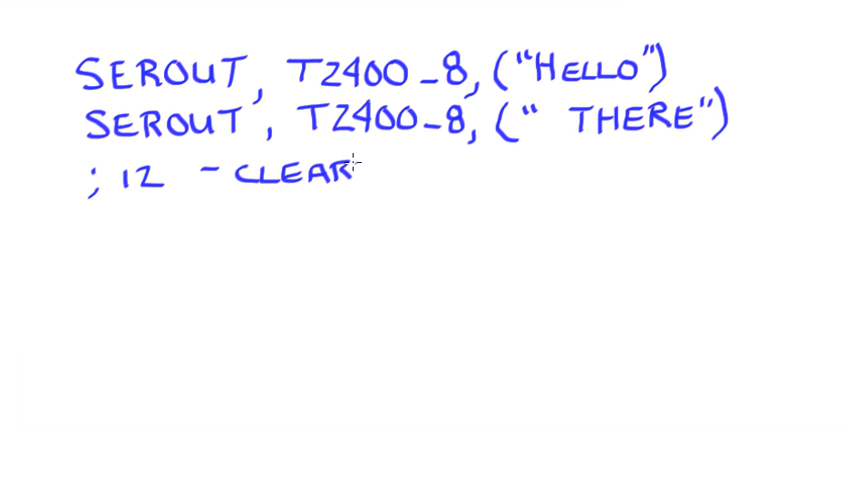 SEROUT, T2400_8, ("HELLO")
SEROUT, T2400_8, (" THERE")
; 12 - CLEAR